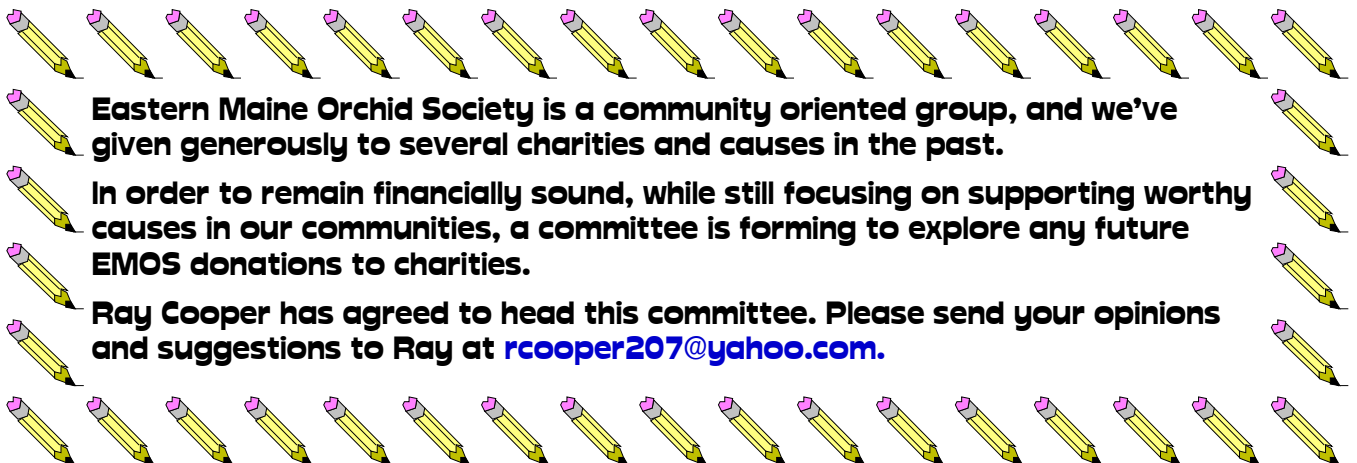 Eastern Maine Orchid Society is a community oriented group, and we’ve
given generously to several charities and causes in the past.
In order to remain financially sound, while still focusing on supporting worthy
causes in our communities, a committee is forming to explore any future
EMOS donations to charities.
Ray Cooper has agreed to head this committee. Please send your opinions
and suggestions to Ray at rcooper207@yahoo.com.